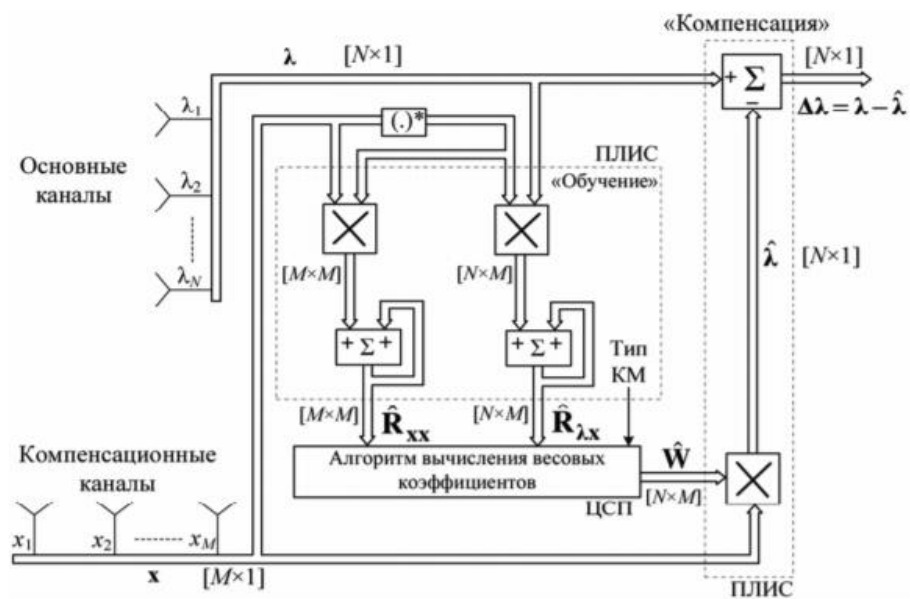 «Компенсация»
λ [N×1]
+ Σ
−
[N×1]
Δλ = λ − λ̂
λ1
(.)*
Основные
каналы
ПЛИС
«Обучение»
λ2
λN
[M×M]
[N×M]
λ̂ [N×1]
+ Σ +
+ Σ +
Тип
КМ
[M×M]
R̂xx
[N×M]
R̂λx
Компенсационные
каналы
Алгоритм вычисления весовых
коэффициентов
Ŵ
[N×M]
ЦСП
x1
x2
xM
x [M×1]
ПЛИС